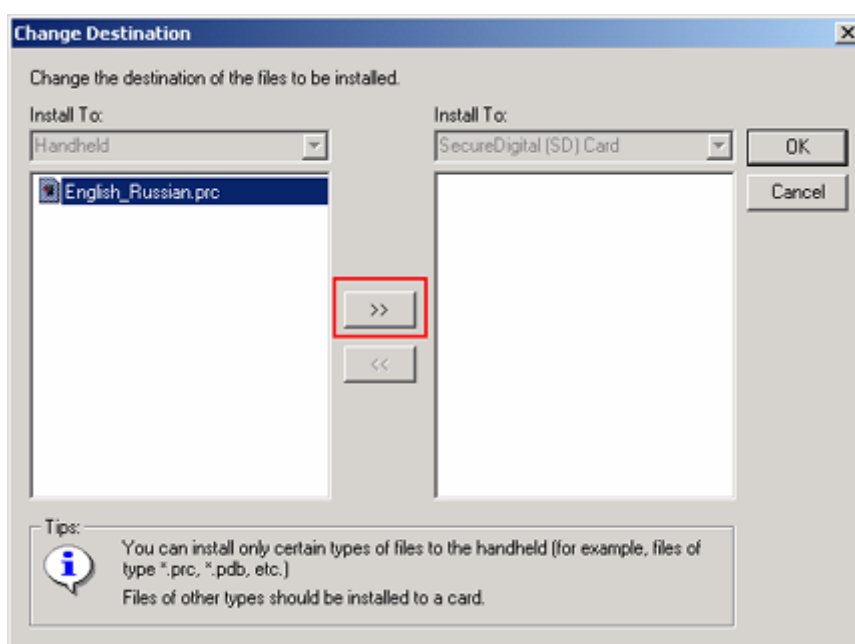 Change Destination
Change the destination of the files to be installed.
Install To:
Install To:
Handheld
SecureDigital (SD) Card
OK
English_Russian.prc
Cancel
>>
<<
Tips:
You can install only certain types of files to the handheld (for example, files of
type *.prc, *.pdb, etc.)
Files of other types should be installed to a card.